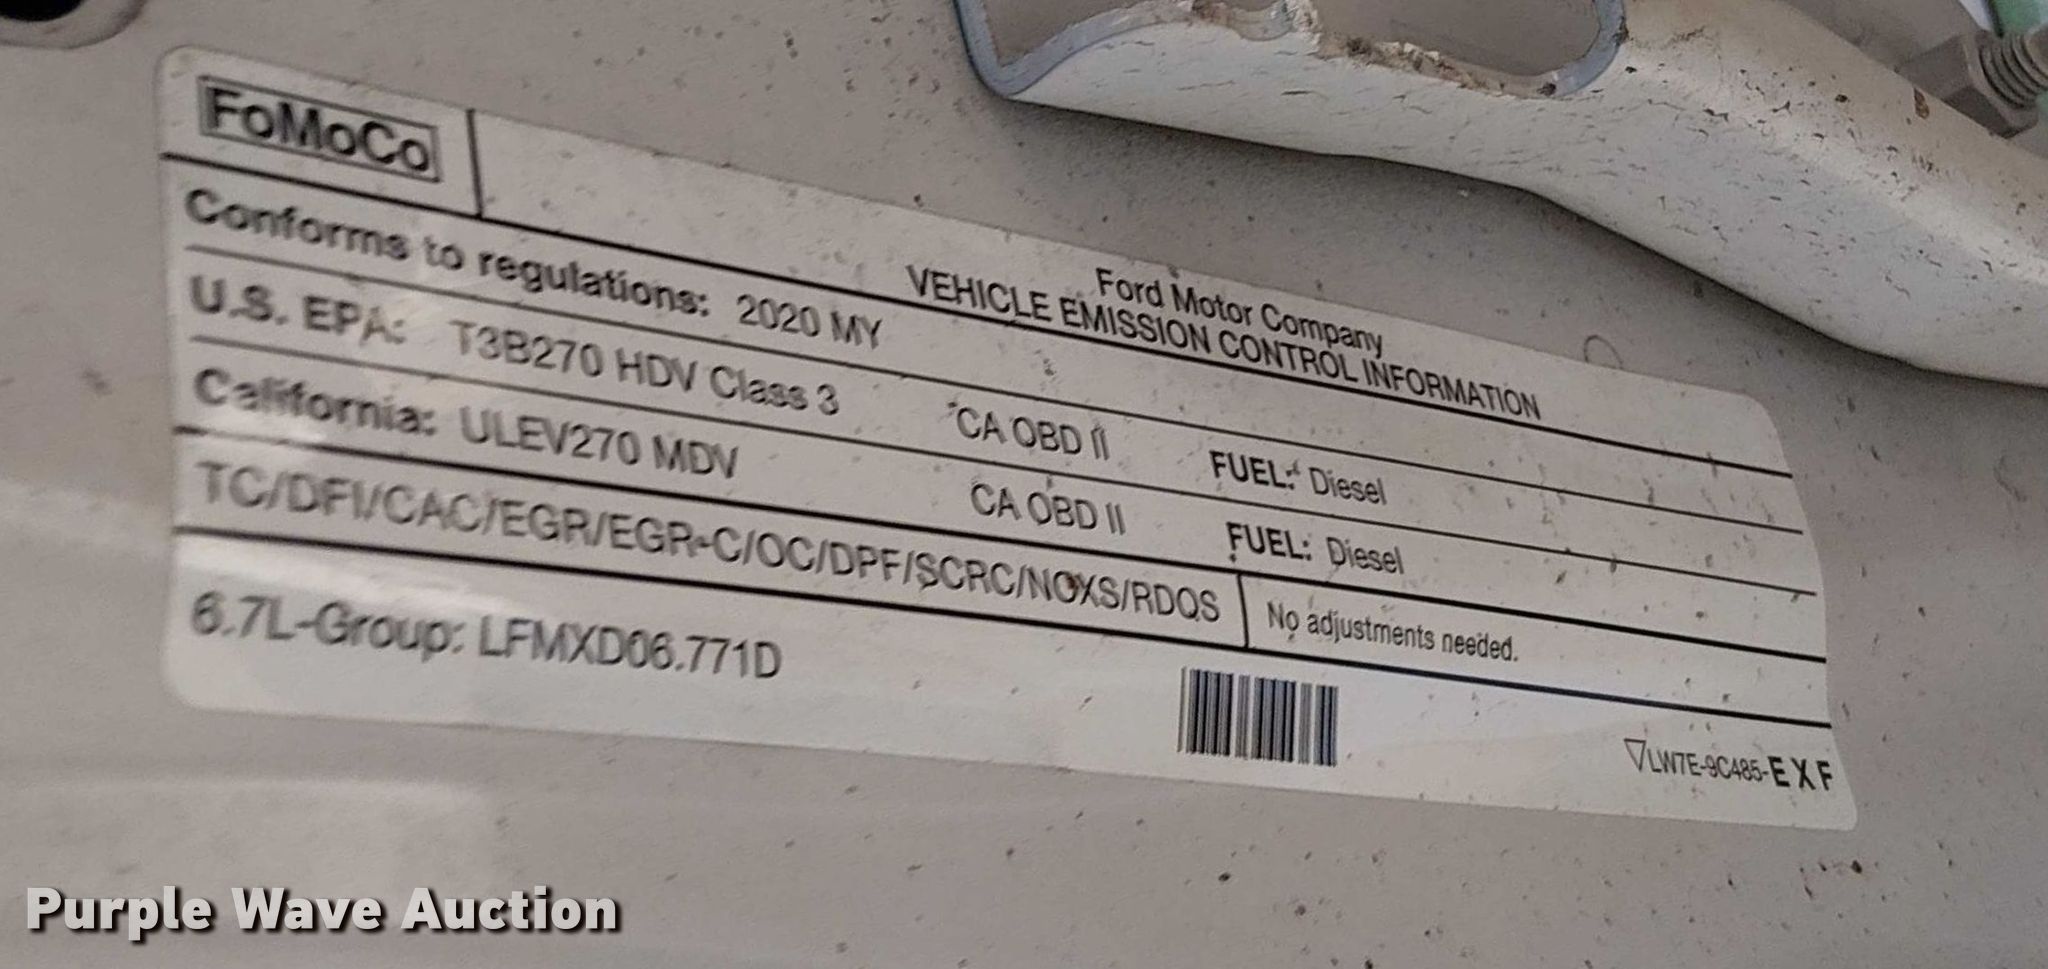 FoMoCo
Ford Motor Company
VEHICLE EMISSION CONTROL INFORMATION
Conforms to regulations: 2020 MY
U.S. EPA: T3B270 HDV Class 3 CA OBD II FUEL: Diesel
California: ULEV270 MDV CA OBD II FUEL: Diesel
TC/DFI/CAC/EGR/EGR-C/OC/DPF/SCRC/NOXS/RDQS No adjustments needed.
6.7L-Group: LFMXD06.771D
▽LW7E-9C485-EXF
Purple Wave Auction